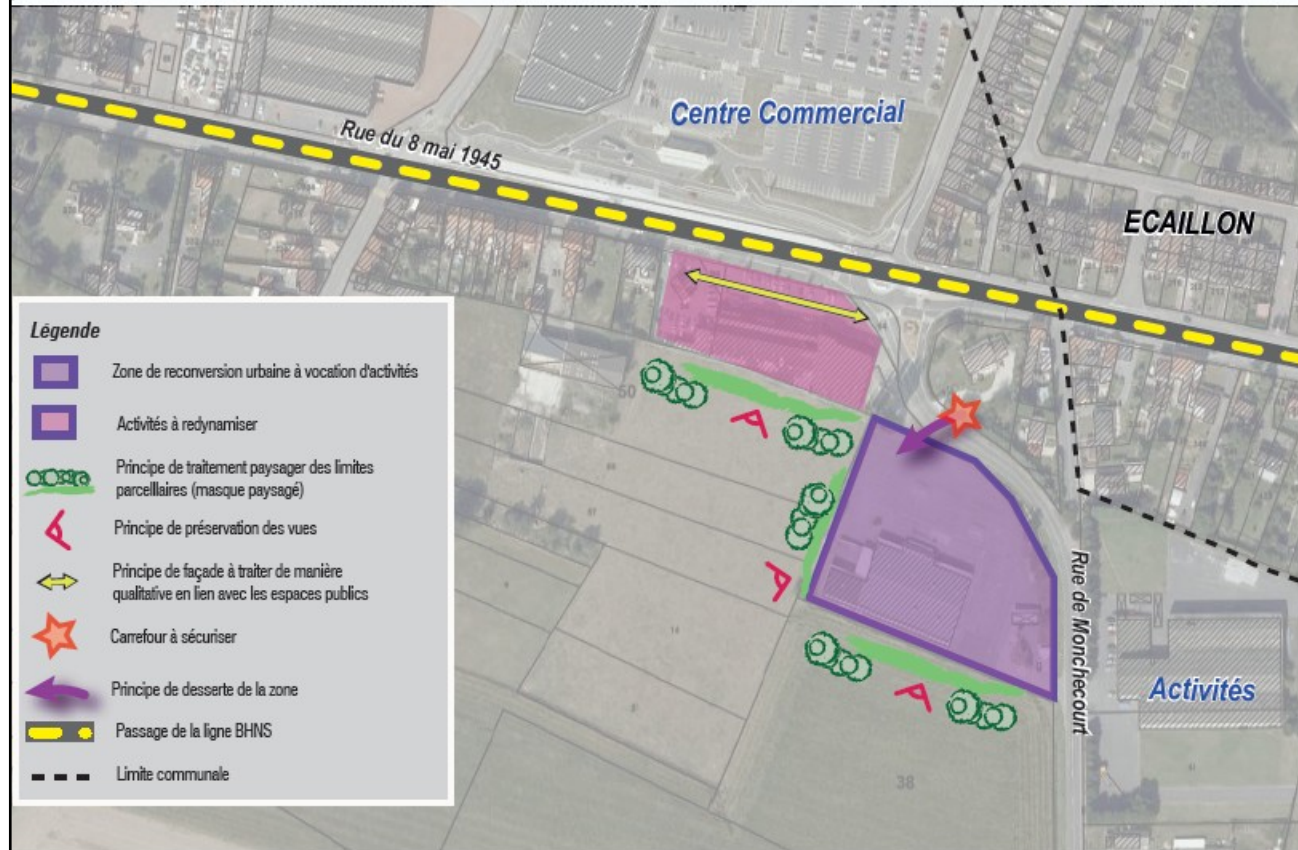 Centre Commercial
Rue du 8 mai 1945
ECAILLON
Légende
Zone de reconversion urbaine à vocation d'activités
Activités à redynamiser
Principe de traitement paysager des limites
parcelllaires (masque paysagé)
Principe de préservation des vues
Principe de façade à traiter de manière
qualitative en lien avec les espaces publics
Carrefour à sécuriser
Principe de desserte de la zone
Passage de la ligne BHNS
Limite communale
50
Rue de Monchecourt
Activités
38